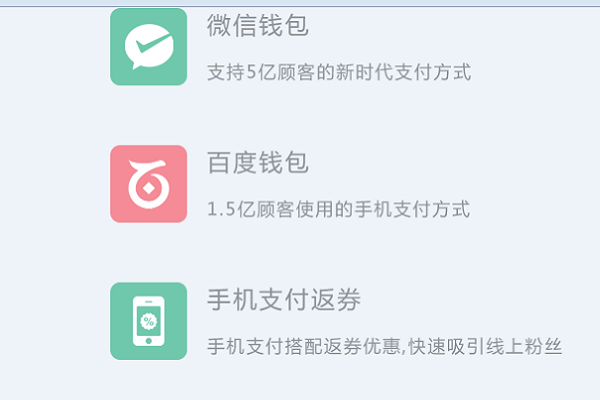 微信钱包
支持5亿顾客的新时代支付方式
百度钱包
1.5亿顾客使用的手机支付方式
%
手机支付返券
手机支付搭配返券优惠,快速吸引线上粉丝